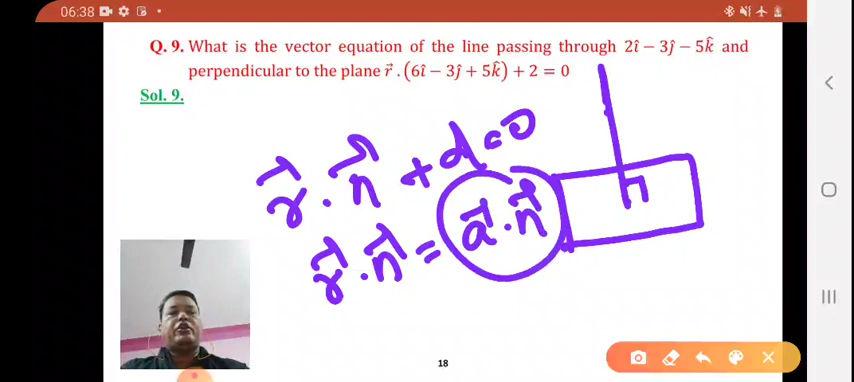 06:38
Q. 9. What is the vector equation of the line passing through 2î − 3ĵ − 5k̂ and
perpendicular to the plane r⃗ . (6î − 3ĵ + 5k̂) + 2 = 0
Sol. 9.
r⃗ . n⃗ + d = 0
r⃗ . n⃗ = a⃗ . n⃗
18